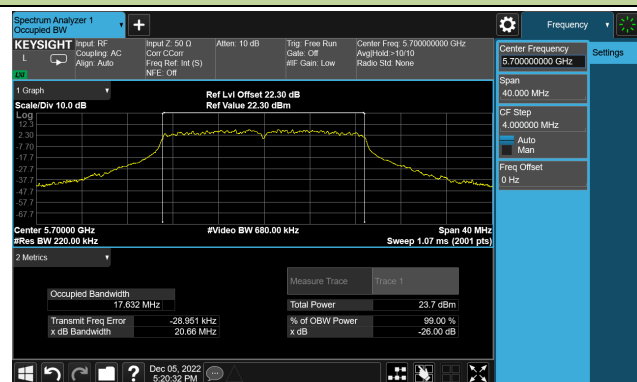 Spectrum Analyzer 1
Occupied BW
+
Frequency
KEYSIGHT
L
LXI
Input: RF
Coupling: AC
Align: Auto
Input Z: 50 Ω
Corr CCorr
Freq Ref: Int (S)
NFE: Off
Atten: 10 dB
Trig: Free Run
Gate: Off
#IF Gain: Low
Center Freq: 5.700000000 GHz
Avg|Hold:>10/10
Radio Std: None
Center Frequency
5.700000000 GHz
Settings
Span
40.000 MHz
CF Step
4.000000 MHz
Auto
Man
Freq Offset
0 Hz
1 Graph
Scale/Div 10.0 dB
Ref Lvl Offset 22.30 dB
Ref Value 22.30 dBm
Log
12.3
2.30
-7.70
-17.7
-27.7
-37.7
-47.7
-57.7
-67.7
Center 5.70000 GHz
#Video BW 680.00 kHz
Span 40 MHz
#Res BW 220.00 kHz
Sweep 1.07 ms (2001 pts)
2 Metrics
Measure Trace
Trace 1
Occupied Bandwidth
17.632 MHz
Total Power
23.7 dBm
Transmit Freq Error
-28.951 kHz
% of OBW Power
99.00 %
x dB Bandwidth
20.66 MHz
x dB
-26.00 dB
?
Dec 05, 2022
5:20:32 PM